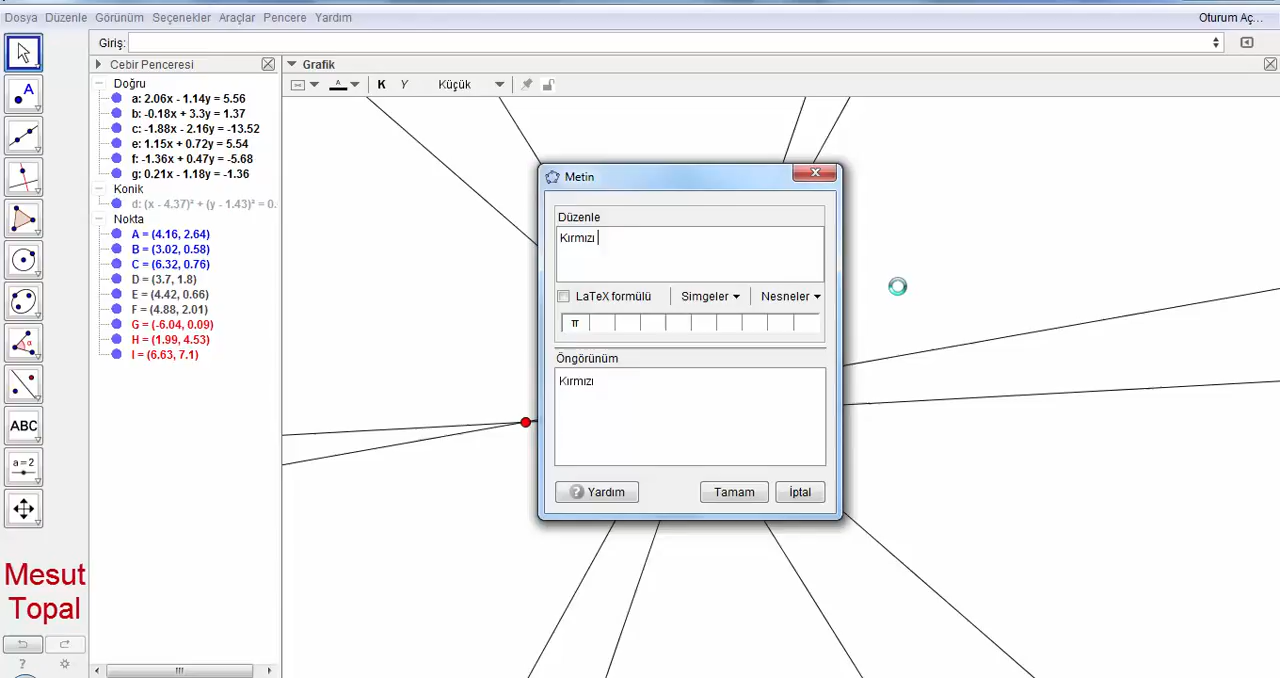 Dosya Düzenle Görünüm Seçenekler Araçlar Pencere Yardım Oturum Aç...
Giriş:
Cebir Penceresi
Grafik
K Y Küçük
Doğru
a: 2.06x - 1.14y = 5.56
b: -0.18x + 3.3y = 1.37
c: -1.88x - 2.16y = -13.52
e: 1.15x + 0.72y = 5.54
f: -1.36x + 0.47y = -5.68
g: 0.21x - 1.18y = -1.36
Konik
d: (x - 4.37)² + (y - 1.43)² = 0.
Nokta
A = (4.16, 2.64)
B = (3.02, 0.58)
C = (6.32, 0.76)
D = (3.7, 1.8)
E = (4.42, 0.66)
F = (4.88, 2.01)
G = (-6.04, 0.09)
H = (1.99, 4.53)
I = (6.63, 7.1)
A
α
ABC
a=2
Mesut
Topal
?
Metin
Düzenle
Kırmızı
LaTeX formülü Simgeler Nesneler
π
Öngörünüm
Kırmızı
? Yardım Tamam İptal